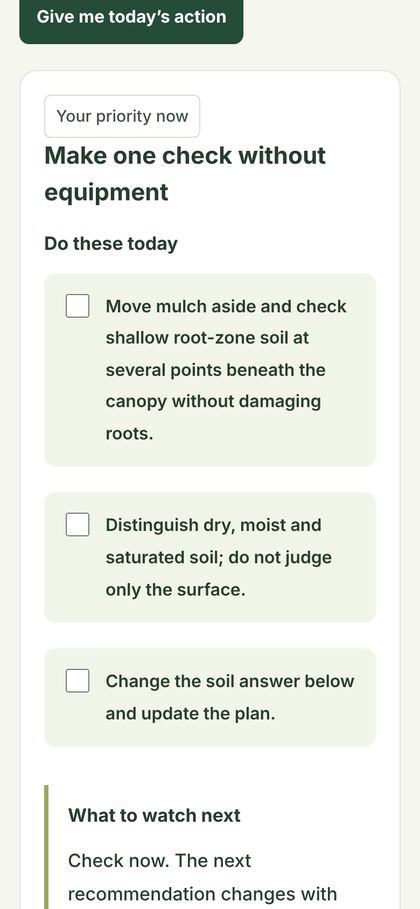 Give me today’s action
Your priority now
Make one check without
equipment
Do these today
Move mulch aside and check
shallow root-zone soil at
several points beneath the
canopy without damaging
roots.
Distinguish dry, moist and
saturated soil; do not judge
only the surface.
Change the soil answer below
and update the plan.
What to watch next
Check now. The next
recommendation changes with